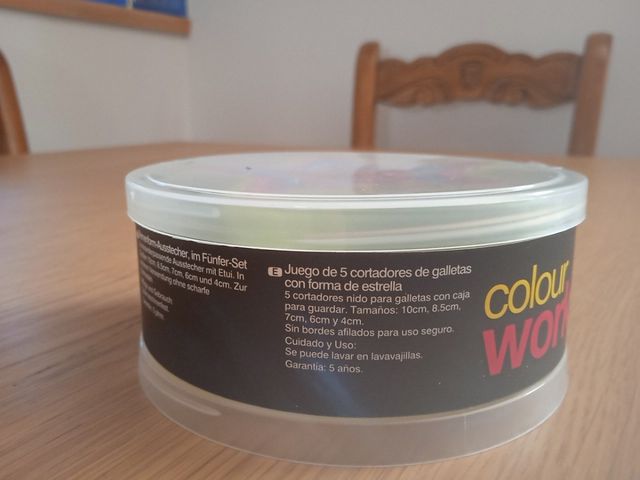 Ausstecher, im Fünfer-Set
Ausstecher mit Etui. In
8.5cm, 7cm, 6cm und 4cm. Zur
ohne scharfe
E Juego de 5 cortadores de galletas
con forma de estrella
5 cortadores nido para galletas con caja
para guardar. Tamaños: 10cm, 8.5cm,
7cm, 6cm y 4cm.
Sin bordes afilados para uso seguro.
Cuidado y Uso:
Se puede lavar en lavavajillas.
Garantía: 5 años.
colour
work